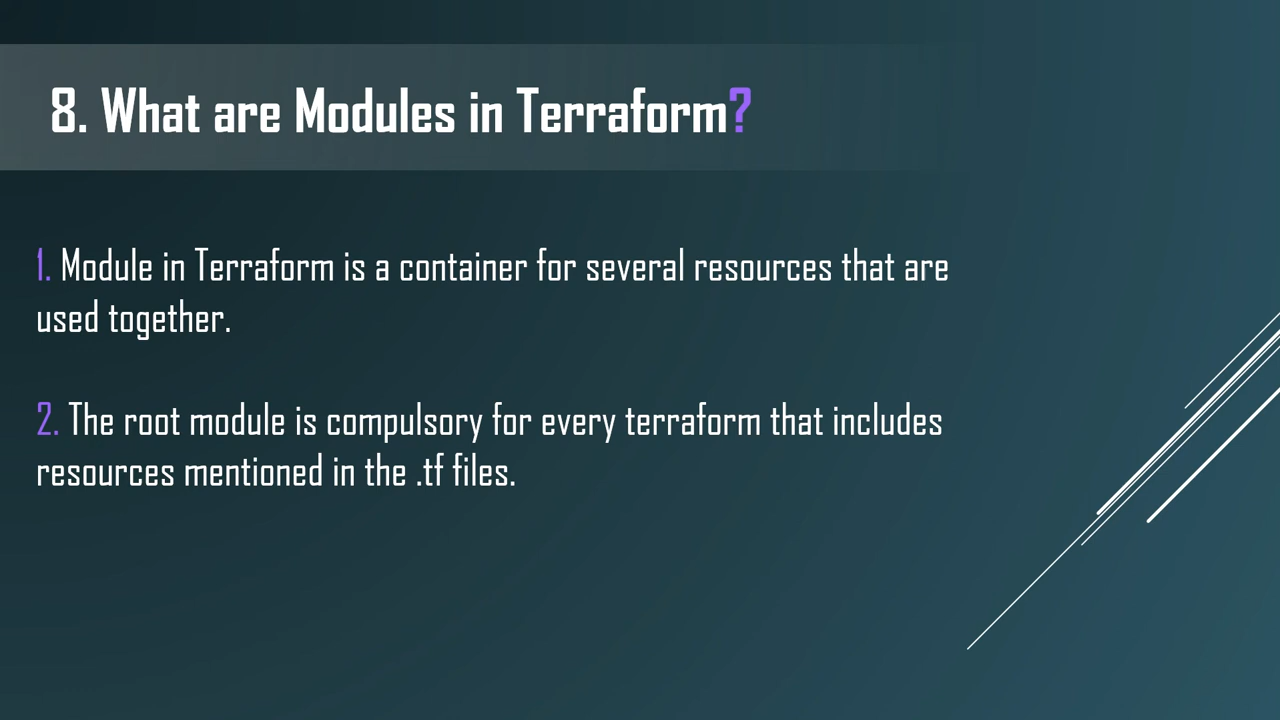 8. What are Modules in Terraform?
1. Module in Terraform is a container for several resources that are
used together.
2. The root module is compulsory for every terraform that includes
resources mentioned in the .tf files.